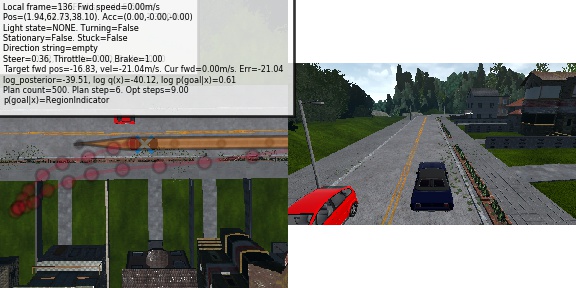 Local frame=136: Fwd.speed=0.00m/s
Pos=(1.94,62.73,38.10). Acc=(0.00,-0.00,-0.00)
Light state=NONE. Turning=False
Stationary=False. Stuck=False
Direction string=empty
Steer:0.36, Throttle:0.00, Brake:1.00
Target fwd pos=-16.83, vel=-21.04m/s. Cur fwd=0.00m/s. Err=-21.04
log_posterior=-39.51, log q(x)=-40.12, log p(goal|x)=0.61
Plan count=500. Plan step=6. Opt steps=9.00
p(goal|x)=RegionIndicator